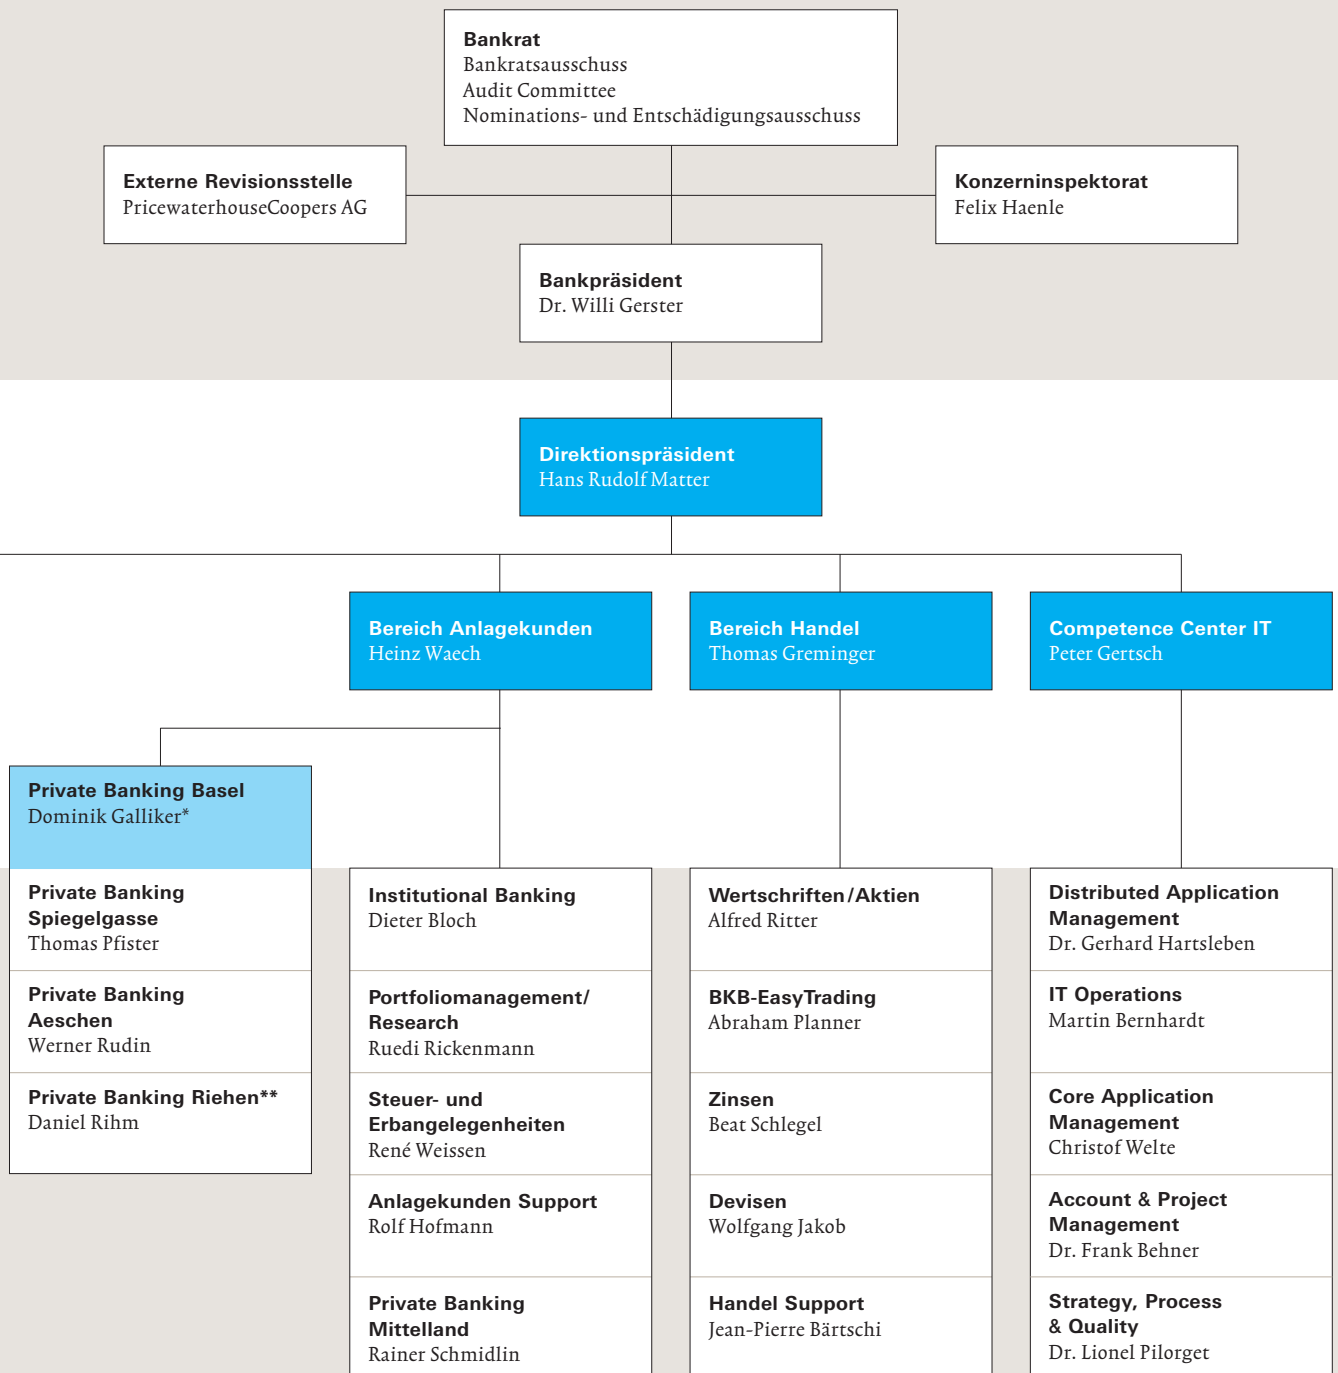 Bankrat
Bankratsausschuss
Audit Committee
Nominations- und Entschädigungsausschuss
Externe Revisionsstelle
PricewaterhouseCoopers AG
Konzerninspektorat
Felix Haenle
Bankpräsident
Dr. Willi Gerster
Direktionspräsident
Hans Rudolf Matter
Bereich Anlagekunden
Heinz Waech
Bereich Handel
Thomas Greminger
Competence Center IT
Peter Gertsch
Private Banking Basel
Dominik Galliker*
Private Banking
Spiegelgasse
Thomas Pfister
Private Banking
Aeschen
Werner Rudin
Private Banking Riehen**
Daniel Rihm
Institutional Banking
Dieter Bloch
Portfoliomanagement/
Research
Ruedi Rickenmann
Steuer- und
Erbangelegenheiten
René Weissen
Anlagekunden Support
Rolf Hofmann
Private Banking
Mittelland
Rainer Schmidlin
Wertschriften/Aktien
Alfred Ritter
BKB-EasyTrading
Abraham Planner
Zinsen
Beat Schlegel
Devisen
Wolfgang Jakob
Handel Support
Jean-Pierre Bärtschi
Distributed Application
Management
Dr. Gerhard Hartsleben
IT Operations
Martin Bernhardt
Core Application
Management
Christof Welte
Account & Project
Management
Dr. Frank Behner
Strategy, Process
& Quality
Dr. Lionel Pilorget